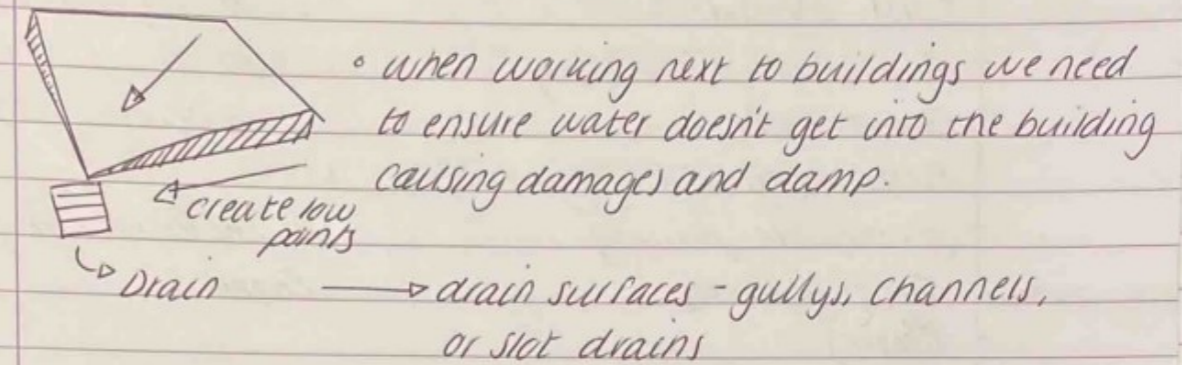 ◦ when working next to buildings we need
to ensure water doesn't get into the building
causing damages and damp.
create low
points
Drain → drain surfaces - gullys, channels,
or slot drains